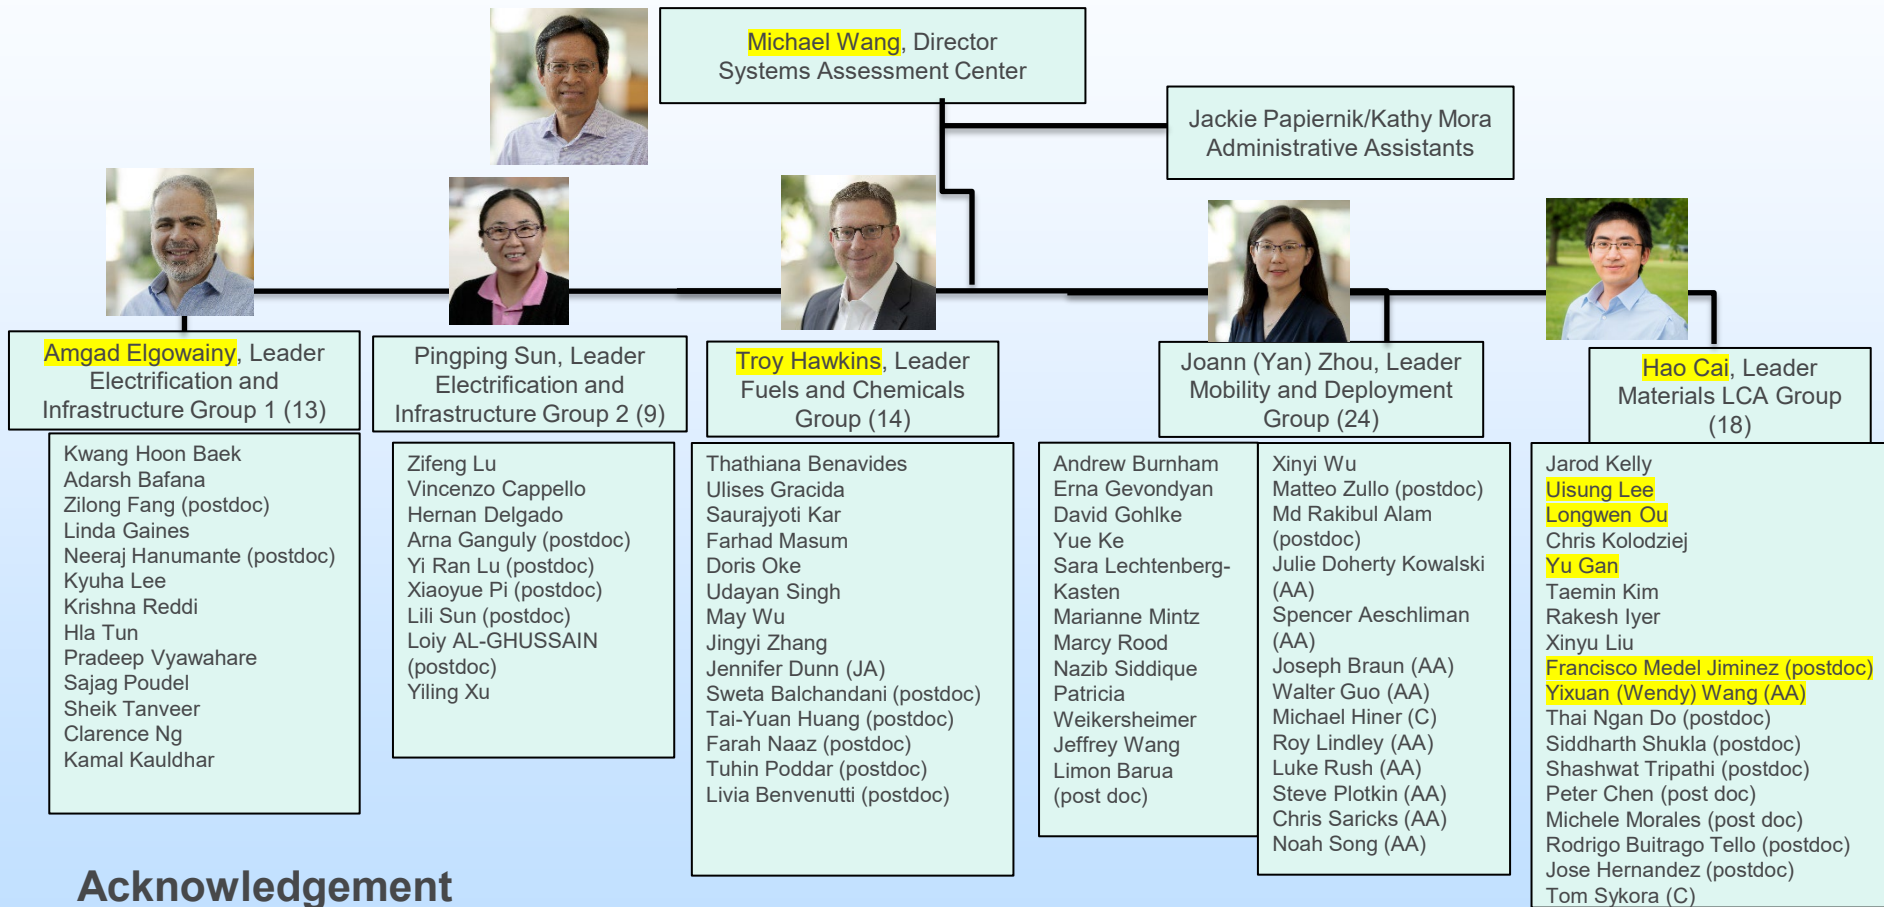 Michael Wang, Director
Systems Assessment Center
Jackie Papiernik/Kathy Mora
Administrative Assistants
Amgad Elgowainy, Leader
Electrification and
Infrastructure Group 1 (13)
Kwang Hoon Baek
Adarsh Bafana
Zilong Fang (postdoc)
Linda Gaines
Neeraj Hanumante (postdoc)
Kyuha Lee
Krishna Reddi
Hla Tun
Pradeep Vyawahare
Sajag Poudel
Sheik Tanveer
Clarence Ng
Kamal Kauldhar
Pingping Sun, Leader
Electrification and
Infrastructure Group 2 (9)
Zifeng Lu
Vincenzo Cappello
Hernan Delgado
Arna Ganguly (postdoc)
Yi Ran Lu (postdoc)
Xiaoyue Pi (postdoc)
Lili Sun (postdoc)
Loiy AL-GHUSSAIN
(postdoc)
Yiling Xu
Troy Hawkins, Leader
Fuels and Chemicals
Group (14)
Thathiana Benavides
Ulises Gracida
Saurajyoti Kar
Farhad Masum
Doris Oke
Udayan Singh
May Wu
Jingyi Zhang
Jennifer Dunn (JA)
Sweta Balchandani (postdoc)
Tai-Yuan Huang (postdoc)
Farah Naaz (postdoc)
Tuhin Poddar (postdoc)
Livia Benvenutti (postdoc)
Joann (Yan) Zhou, Leader
Mobility and Deployment
Group (24)
Andrew Burnham
Erna Gevondyan
David Gohlke
Yue Ke
Sara Lechtenberg-
Kasten
Marianne Mintz
Marcy Rood
Nazib Siddique
Patricia
Weikersheimer
Jeffrey Wang
Limon Barua
(post doc)
Xinyi Wu
Matteo Zullo (postdoc)
Md Rakibul Alam
(postdoc)
Julie Doherty Kowalski
(AA)
Spencer Aeschliman
(AA)
Joseph Braun (AA)
Walter Guo (AA)
Michael Hiner (C)
Roy Lindley (AA)
Luke Rush (AA)
Steve Plotkin (AA)
Chris Saricks (AA)
Noah Song (AA)
Hao Cai, Leader
Materials LCA Group
(18)
Jarod Kelly
Uisung Lee
Longwen Ou
Chris Kolodziej
Yu Gan
Taemin Kim
Rakesh Iyer
Xinyu Liu
Francisco Medel Jiminez (postdoc)
Yixuan (Wendy) Wang (AA)
Thai Ngan Do (postdoc)
Siddharth Shukla (postdoc)
Shashwat Tripathi (postdoc)
Peter Chen (post doc)
Michele Morales (post doc)
Rodrigo Buitrago Tello (postdoc)
Jose Hernandez (postdoc)
Tom Sykora (C)
Acknowledgement